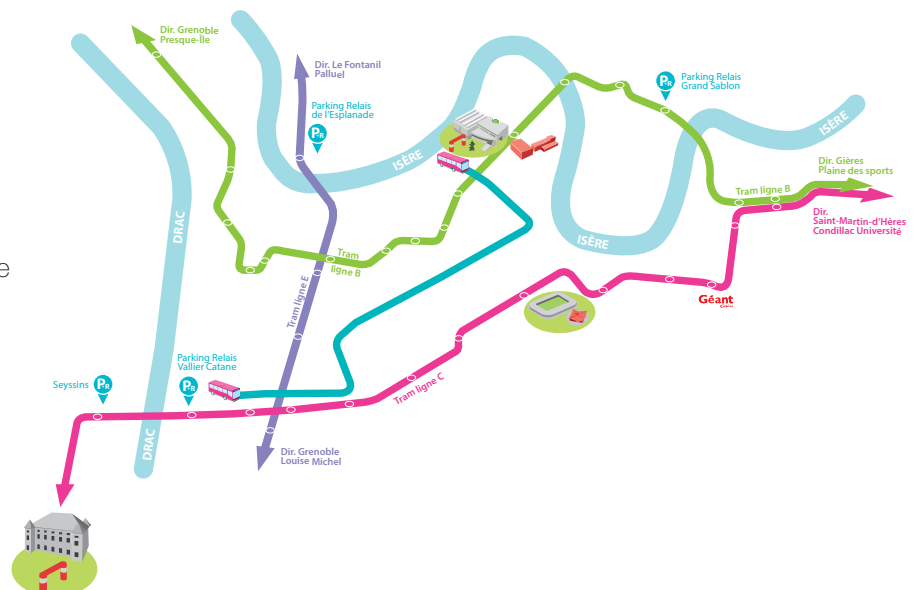 Dir. Grenoble
Presque-Île
Dir. Le Fontanil
Palluel
Parking Relais
de l'Esplanade
P+R
Parking Relais
Grand Sablon
P+R
ISÈRE
ISÈRE
Dir. Gières
Plaine des sports
Tram ligne B
Dir.
Saint-Martin-d'Hères
Condillac Université
DRAC
ISÈRE
Tram
ligne B
e
Tram ligne E
Géant
Parking Relais
Vallier Catane
P+R
Seyssins
P+R
Tram ligne C
DRAC
Dir. Grenoble
Louise Michel